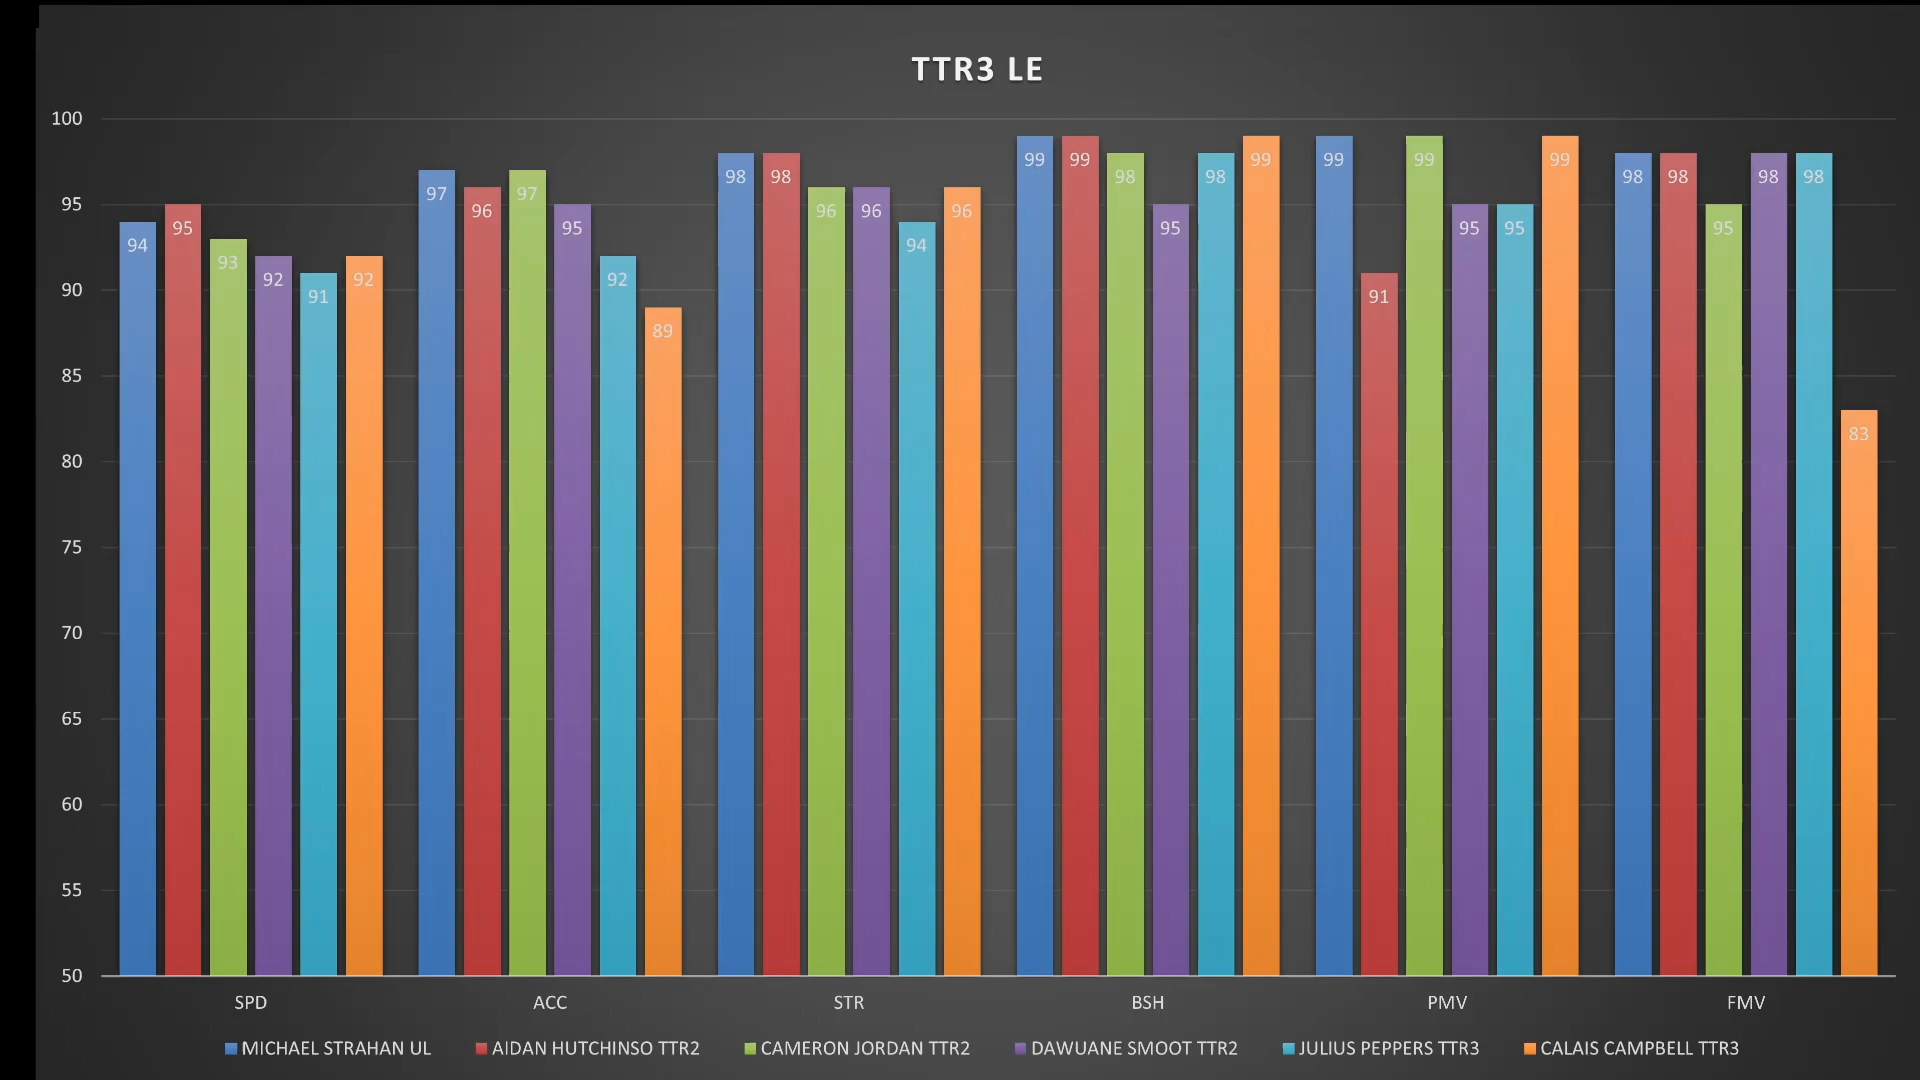 TTR3 LE
100
95
90
85
80
75
70
65
60
55
50
94 95 93 92 91 92
97 96 97 95 92 89
98 98 96 96 94 96
99 99 98 95 98 99
99 91 99 95 95 99
98 98 95 98 98 83
SPD ACC STR BSH PMV FMV
MICHAEL STRAHAN UL AIDAN HUTCHINSO TTR2 CAMERON JORDAN TTR2 DAWUANE SMOOT TTR2 JULIUS PEPPERS TTR3 CALAIS CAMPBELL TTR3